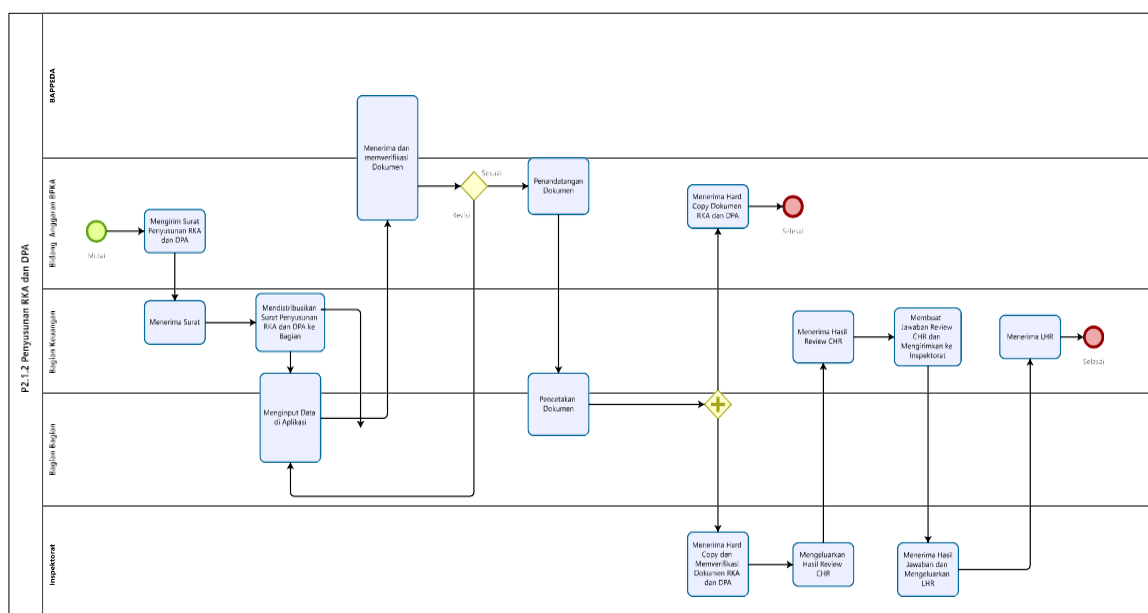 P2.1.2 Penyusunan RKA dan DPA
BAPPEDA
Menerima dan
memverifikasi
Dokumen
Bidang Anggaran BPKA
Mulai
Mengirim Surat
Penyusunan RKA
dan DPA
Sesuai
Revisi
Penandatangan
Dokumen
Menerima Hard
Copy Dokumen
RKA dan DPA
Selesai
Bagian Keuangan
Menerima Surat
Mendistribusikan
Surat Penyusunan
RKA dan DPA ke
Bagian
Menerima Hasil
Review CHR
Membuat
Jawaban Review
CHR dan
Mengirimkan ke
Inspektorat
Menerima LHR
Selesai
Bagian Bagian
Menginput Data
di Aplikasi
Pencetakan
Dokumen
Inspektorat
Menerima Hard
Copy dan
Memverifikasi
Dokumen RKA
dan DPA
Mengeluarkan
Hasil Review
CHR
Menerima Hasil
Jawaban dan
Mengeluarkan
LHR